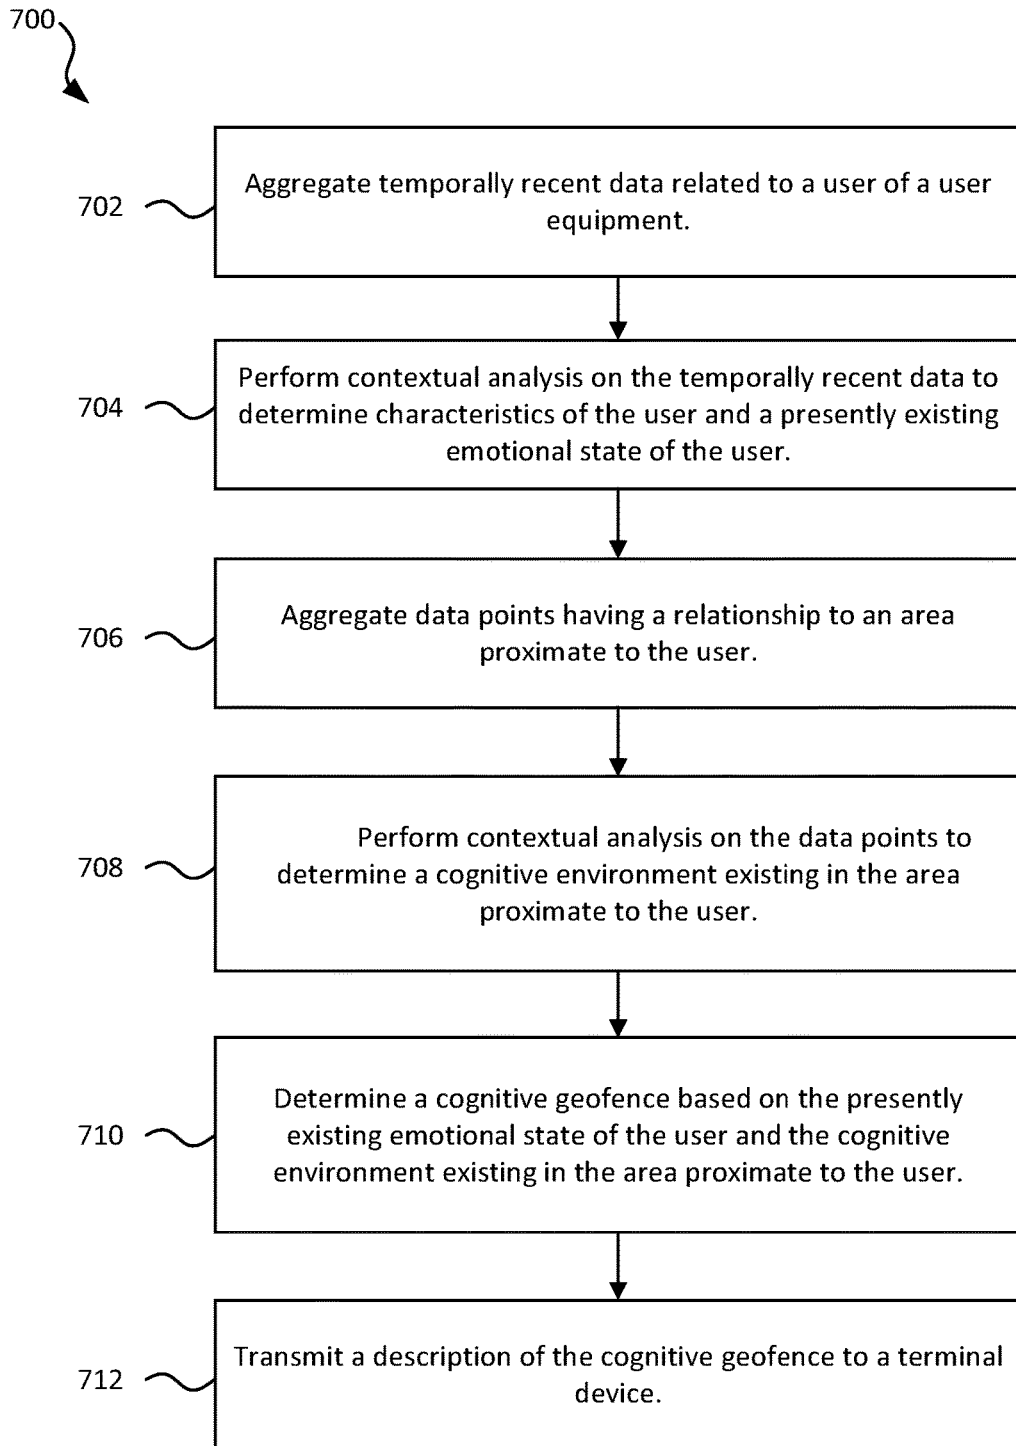 700
702
Aggregate temporally recent data related to a user of a user
equipment.
704
Perform contextual analysis on the temporally recent data to
determine characteristics of the user and a presently existing
emotional state of the user.
706
Aggregate data points having a relationship to an area
proximate to the user.
708
Perform contextual analysis on the data points to
determine a cognitive environment existing in the area
proximate to the user.
710
Determine a cognitive geofence based on the presently
existing emotional state of the user and the cognitive
environment existing in the area proximate to the user.
712
Transmit a description of the cognitive geofence to a terminal
device.